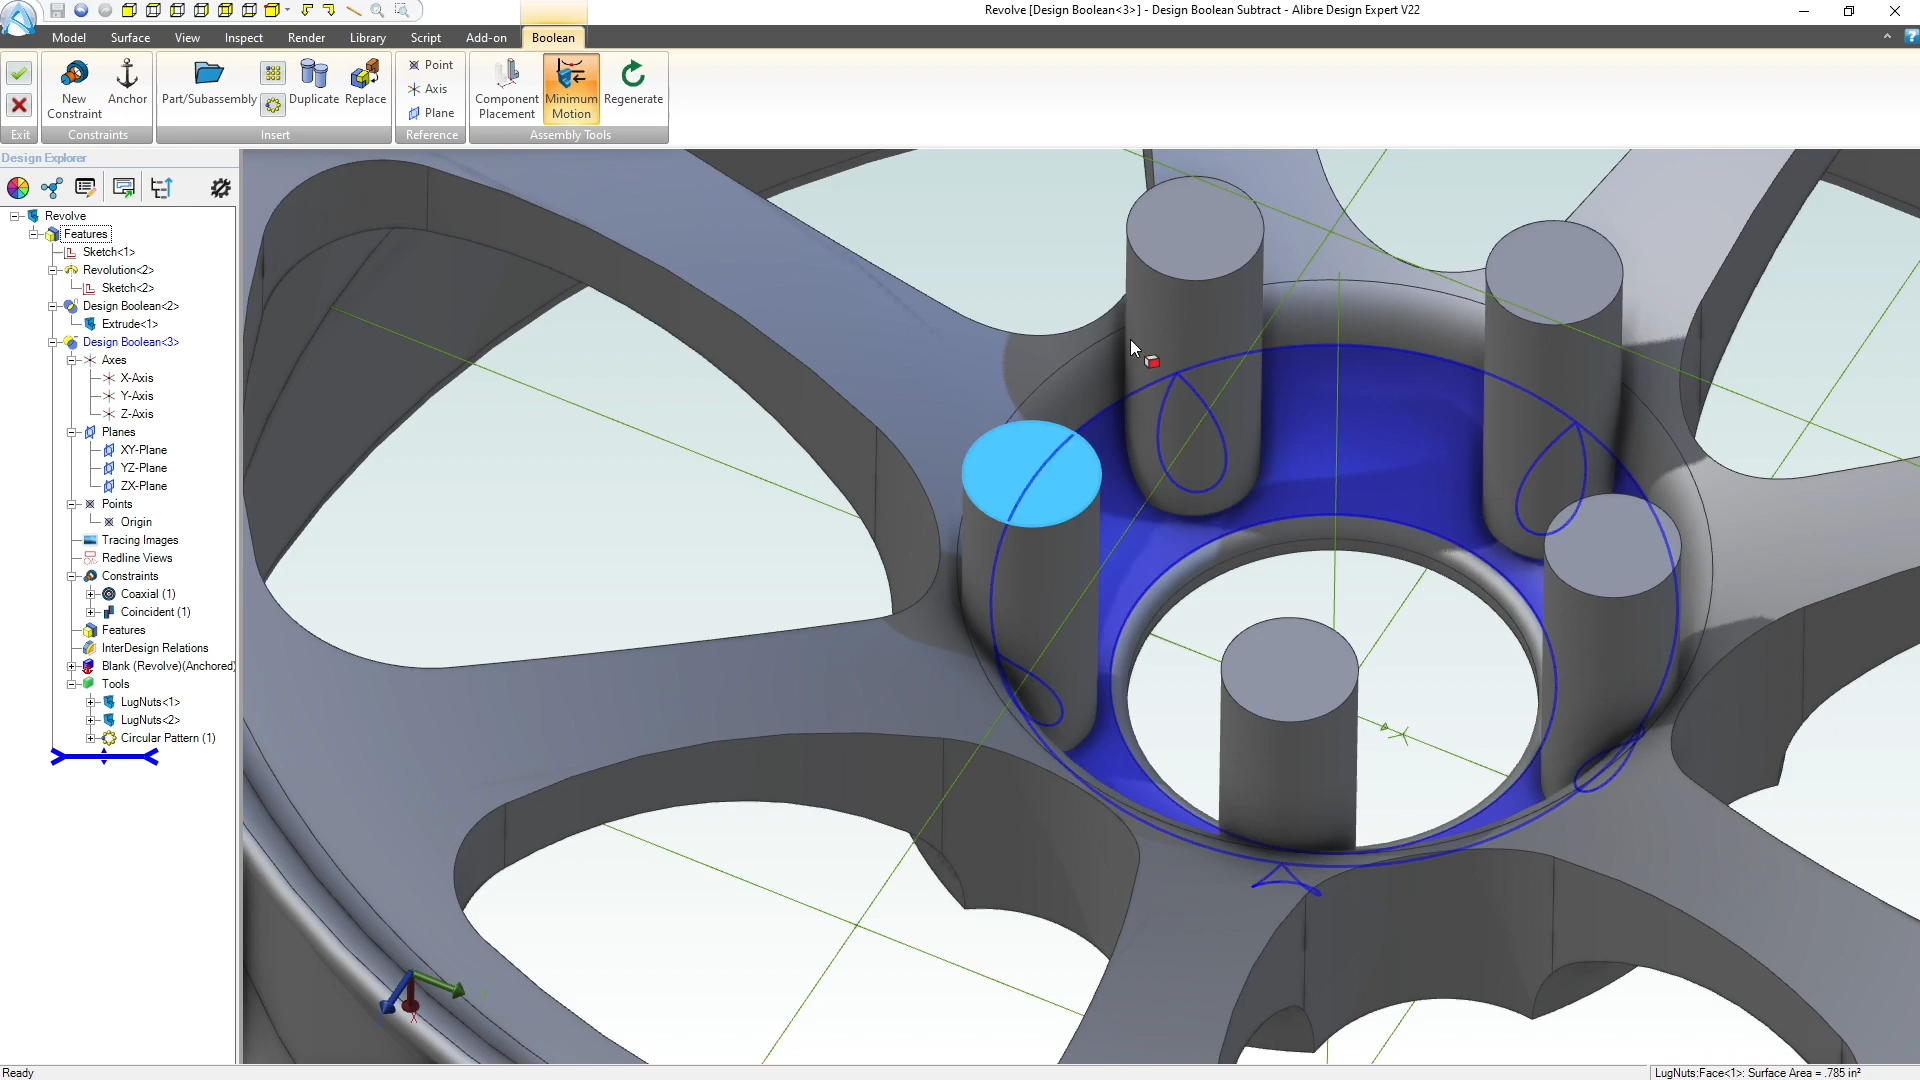 Revolve [Design Boolean<3>] - Design Boolean Subtract - Alibre Design Expert V22
Model Surface View Inspect Render Library Script Add-on Boolean
New Constraint
Anchor
Part/Subassembly
Duplicate
Replace
Point
Axis
Plane
Component Placement
Minimum Motion
Regenerate
Exit Constraints Insert Reference Assembly Tools
Design Explorer
Revolve
Features
Sketch<1>
Revolution<2>
Sketch<2>
Design Boolean<2>
Extrude<1>
Design Boolean<3>
Axes
X-Axis
Y-Axis
Z-Axis
Planes
XY-Plane
YZ-Plane
ZX-Plane
Points
Origin
Tracing Images
Redline Views
Constraints
Coaxial (1)
Coincident (1)
Features
InterDesign Relations
Blank (Revolve)(Anchored)
Tools
LugNuts<1>
LugNuts<2>
Circular Pattern (1)
X
Ready
LugNuts:Face<1>: Surface Area = .785 in²